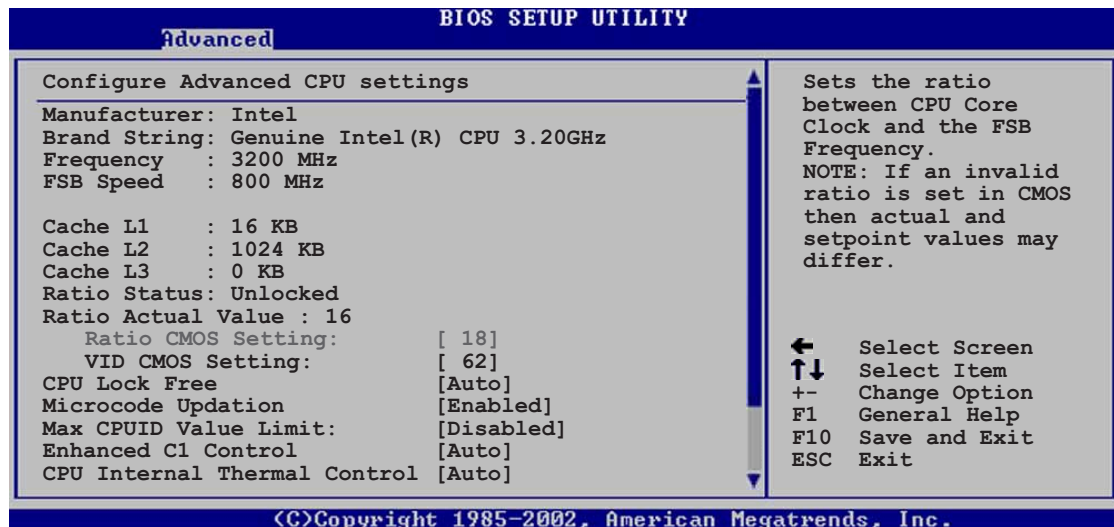 BIOS SETUP UTILITY
Advanced
Configure Advanced CPU settings
Manufacturer: Intel
Brand String: Genuine Intel(R) CPU 3.20GHz
Frequency : 3200 MHz
FSB Speed : 800 MHz
Cache L1 : 16 KB
Cache L2 : 1024 KB
Cache L3 : 0 KB
Ratio Status: Unlocked
Ratio Actual Value : 16
Ratio CMOS Setting: [ 18]
VID CMOS Setting: [ 62]
CPU Lock Free [Auto]
Microcode Updation [Enabled]
Max CPUID Value Limit: [Disabled]
Enhanced C1 Control [Auto]
CPU Internal Thermal Control [Auto]
Sets the ratio
between CPU Core
Clock and the FSB
Frequency.
NOTE: If an invalid
ratio is set in CMOS
then actual and
setpoint values may
differ.
← Select Screen
↑↓ Select Item
+- Change Option
F1 General Help
F10 Save and Exit
ESC Exit
(C)Copyright 1985-2002, American Megatrends, Inc.